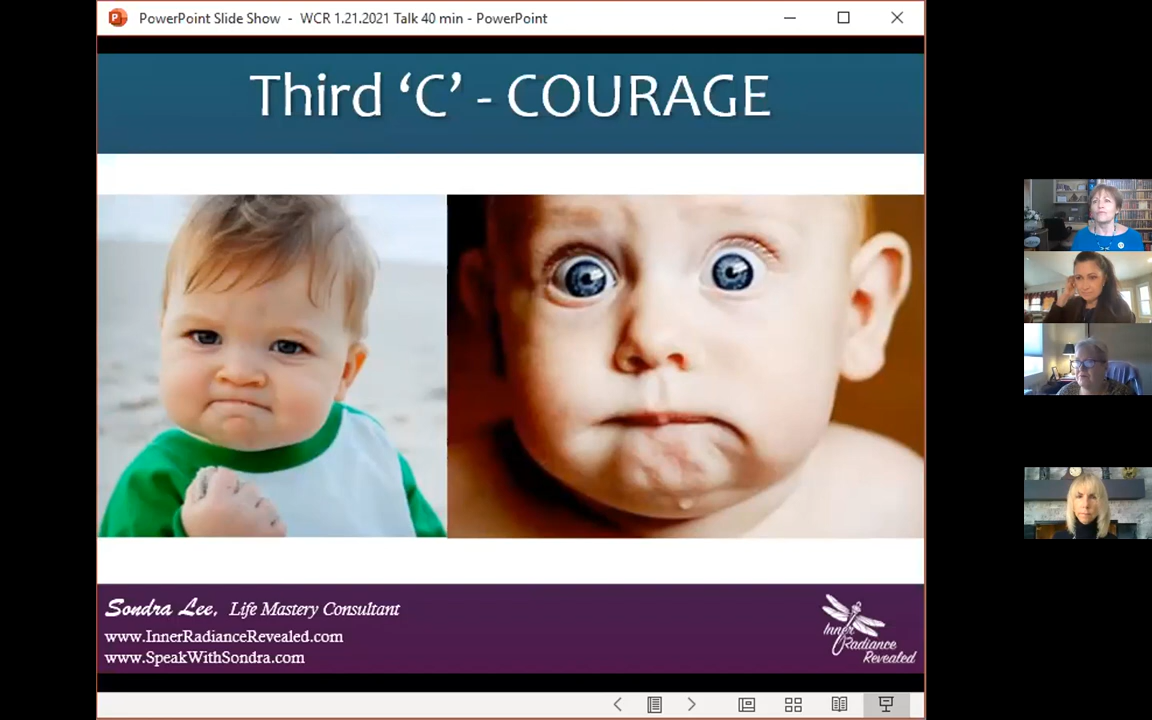 PowerPoint Slide Show - WCR 1.21.2021 Talk 40 min - PowerPoint
Third ‘C’ - COURAGE
Sondra Lee, Life Mastery Consultant
www.InnerRadianceRevealed.com
www.SpeakWithSondra.com
Inner
Radiance
Revealed